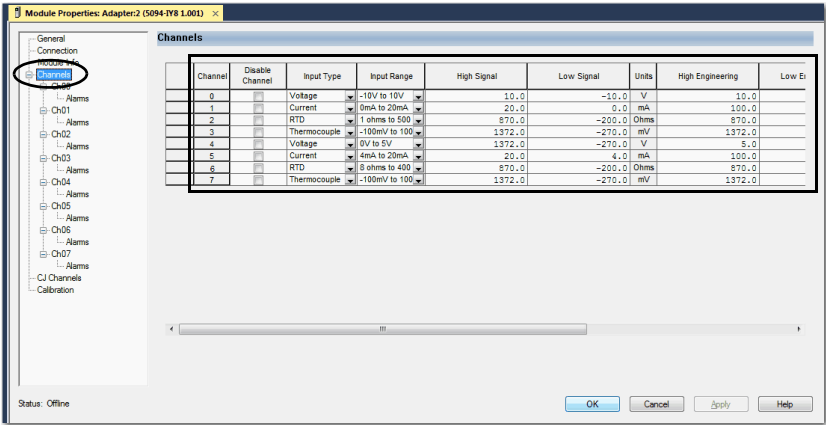 Module Properties: Adapter:2 (5094-IY8 1.001) ×
General
Connection
Module Info
Channels
Ch00
Alarms
Ch01
Alarms
Ch02
Alarms
Ch03
Alarms
Ch04
Alarms
Ch05
Alarms
Ch06
Alarms
Ch07
Alarms
CJ Channels
Calibration
Channels
Channel Disable Channel Input Type Input Range High Signal Low Signal Units High Engineering Low E
0 Voltage -10V to 10V 10.0 -10.0 V 10.0
1 Current 0mA to 20mA 20.0 0.0 mA 100.0
2 RTD 1 ohms to 500 870.0 -200.0 Ohms 870.0
3 Thermocouple -100mV to 100 1372.0 -270.0 mV 1372.0
4 Voltage 0V to 5V 1372.0 -270.0 V 5.0
5 Current 4mA to 20mA 20.0 4.0 mA 100.0
6 RTD 8 ohms to 400 870.0 -200.0 Ohms 870.0
7 Thermocouple -100mV to 100 1372.0 -270.0 mV 1372.0
Status: Offline
OK Cancel Apply Help